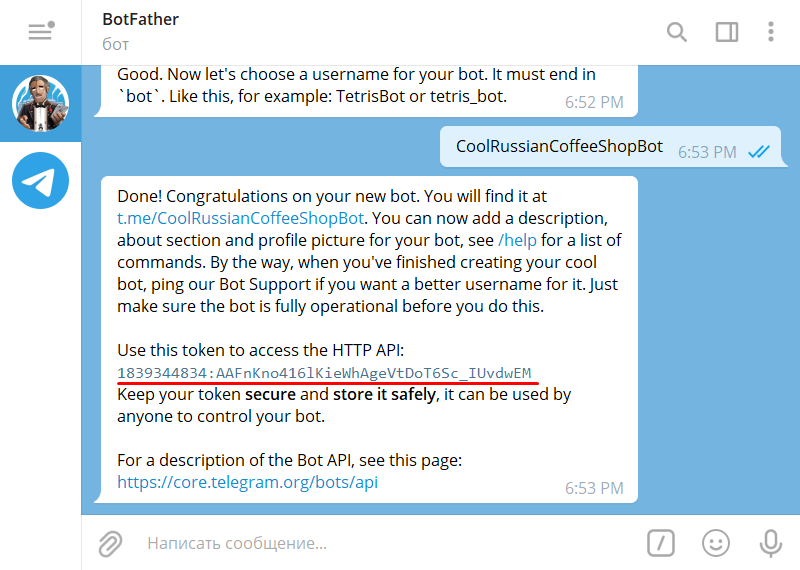 BotFather
бот
Good. Now let's choose a username for your bot. It must end in
`bot`. Like this, for example: TetrisBot or tetris_bot.
6:52 PM
CoolRussianCoffeeShopBot
6:53 PM
Done! Congratulations on your new bot. You will find it at
t.me/CoolRussianCoffeeShopBot. You can now add a description,
about section and profile picture for your bot, see /help for a list of
commands. By the way, when you've finished creating your cool
bot, ping our Bot Support if you want a better username for it. Just
make sure the bot is fully operational before you do this.
Use this token to access the HTTP API:
1839344834:AAFnKno416lKieWhAgeVtDoT6Sc_IUvdwEM
Keep your token secure and store it safely, it can be used by
anyone to control your bot.
For a description of the Bot API, see this page:
https://core.telegram.org/bots/api
6:53 PM
Написать сообщение...